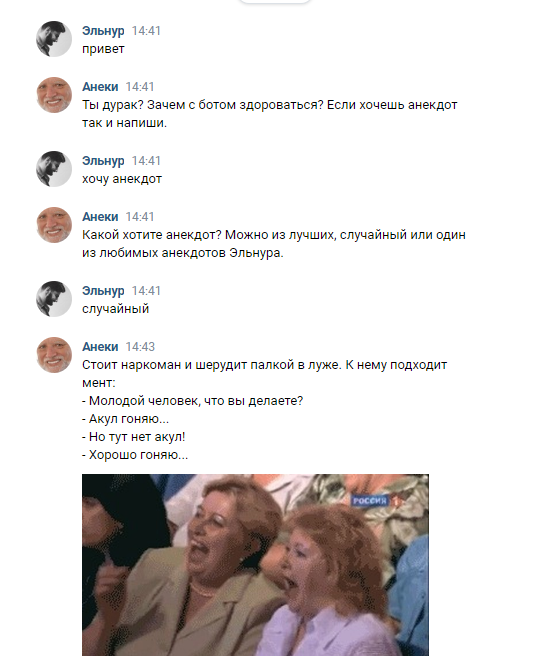 Эльнур 14:41
привет
Анеки 14:41
Ты дурак? Зачем с ботом здороваться? Если хочешь анекдот
так и напиши.
Эльнур 14:41
хочу анекдот
Анеки 14:41
Какой хотите анекдот? Можно из лучших, случайный или один
из любимых анекдотов Эльнура.
Эльнур 14:41
случайный
Анеки 14:43
Стоит наркоман и шерудит палкой в луже. К нему подходит
мент:
- Молодой человек, что вы делаете?
- Акул гоняю...
- Но тут нет акул!
- Хорошо гоняю...
РОССИЯ 1